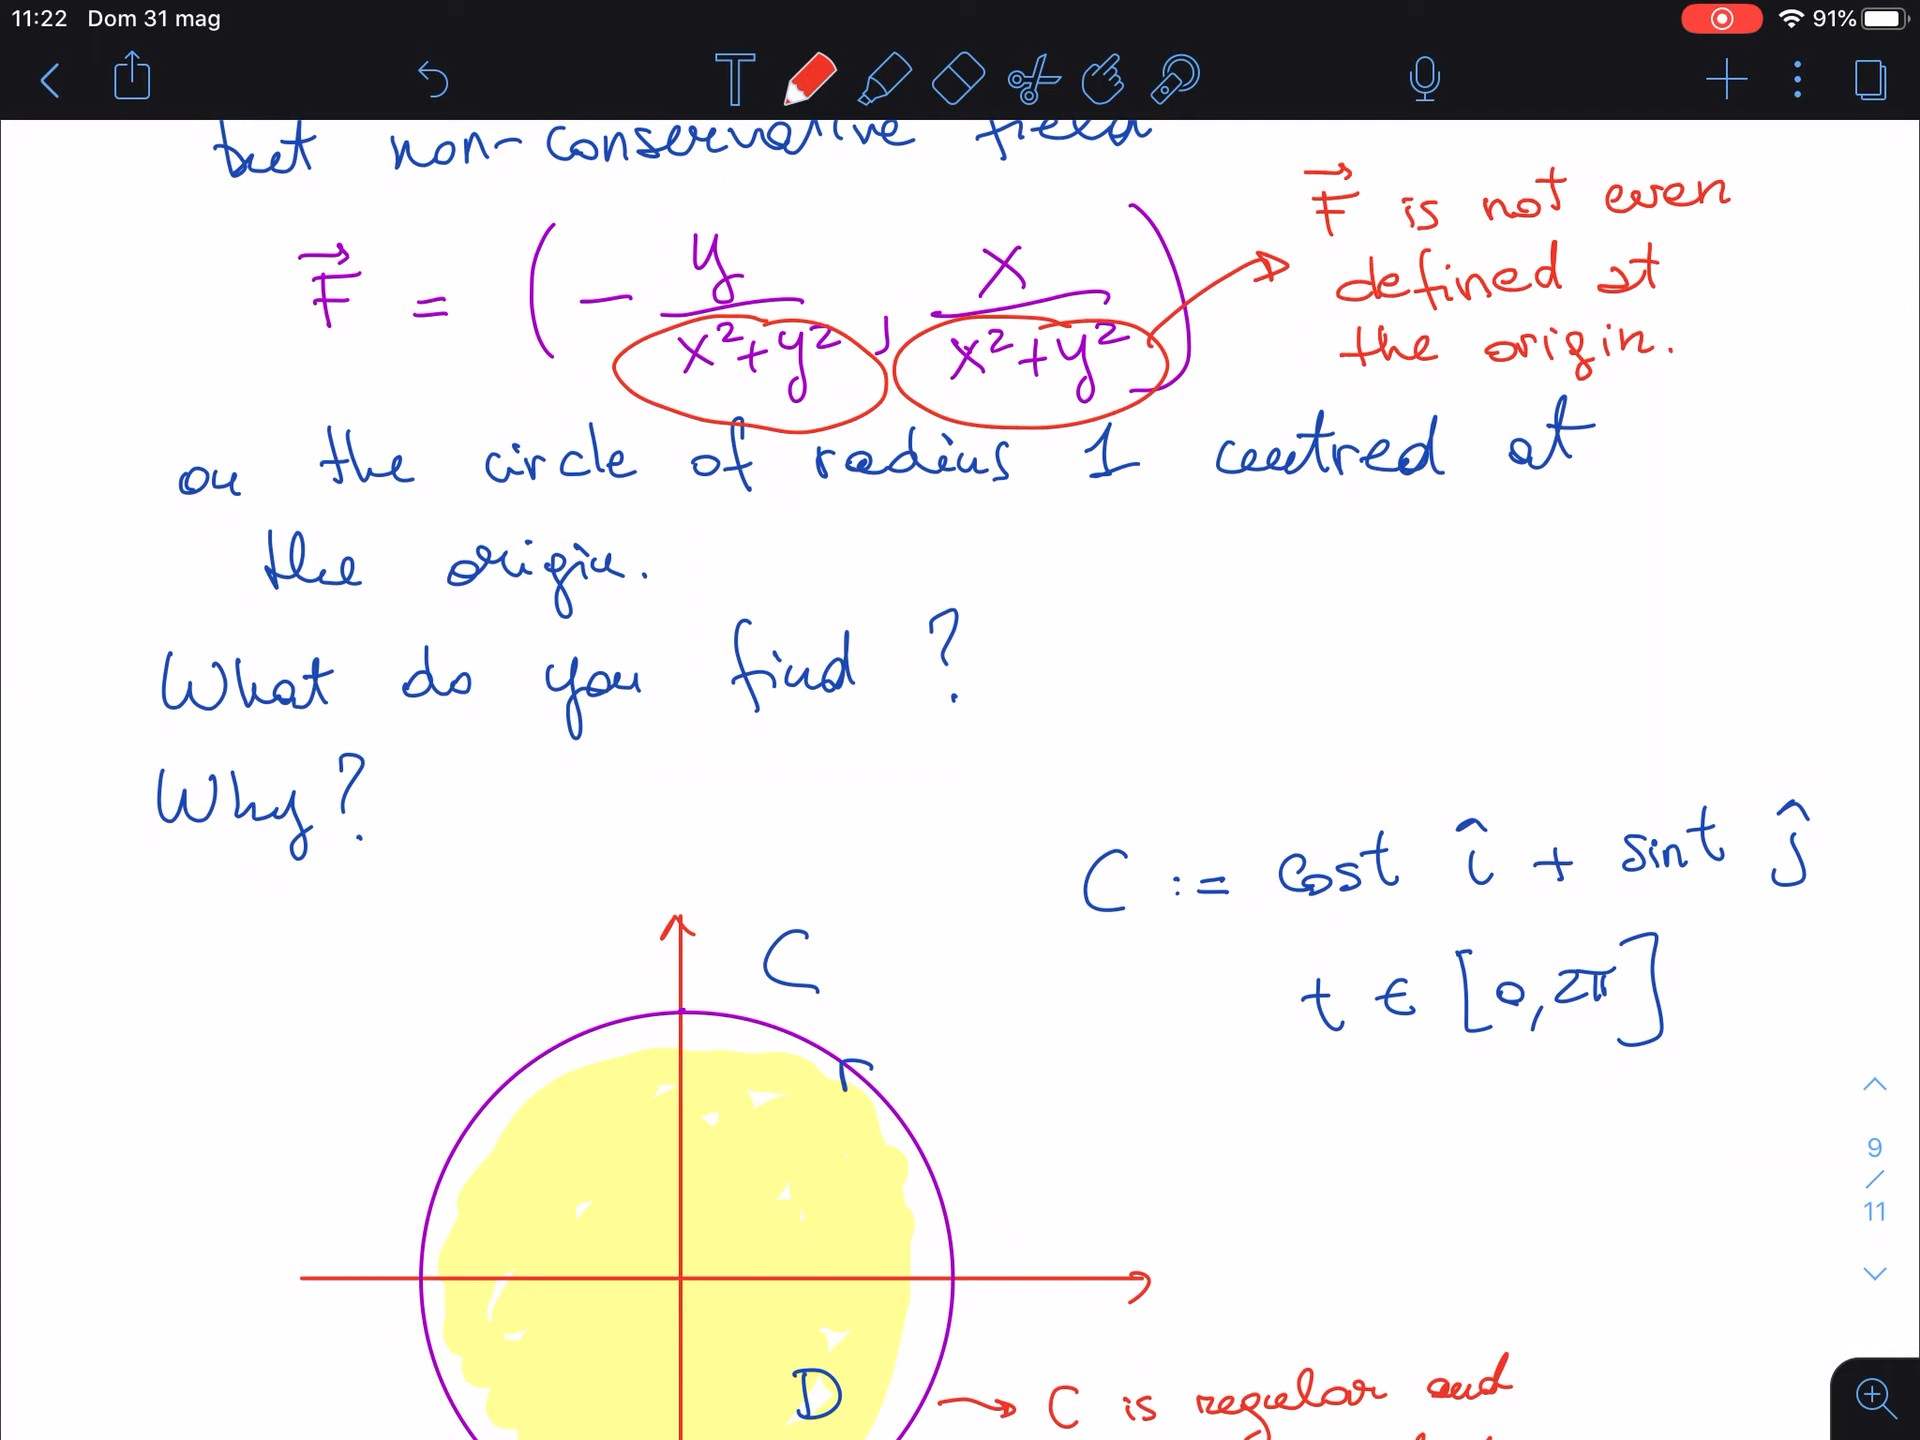 11:22 Dom 31 mag
91%
but non-conservative field
F⃗ = ( - y/(x²+y²) , x/(x²+y²) )
F⃗ is not even
defined at
the origin.
on the circle of radius 1 centred at
the origin.
What do you find ?
Why?
C := cost î + sint ĵ
t ∈ [0, 2π]
C
D
9
/
11
→ C is regular and